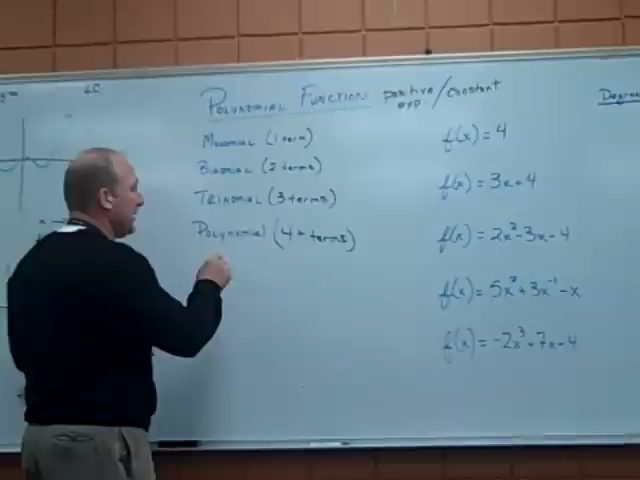 Polynomial Function positive exp / constant
Degree
Monomial (1 term)
f(x) = 4
Binomial (2 terms)
f(x) = 3x + 4
Trinomial (3 terms)
Polynomial (4 + terms)
f(x) = 2x² - 3x - 4
f(x) = 5x² + 3x⁻¹ - x
f(x) = -2x³ + 7x - 4